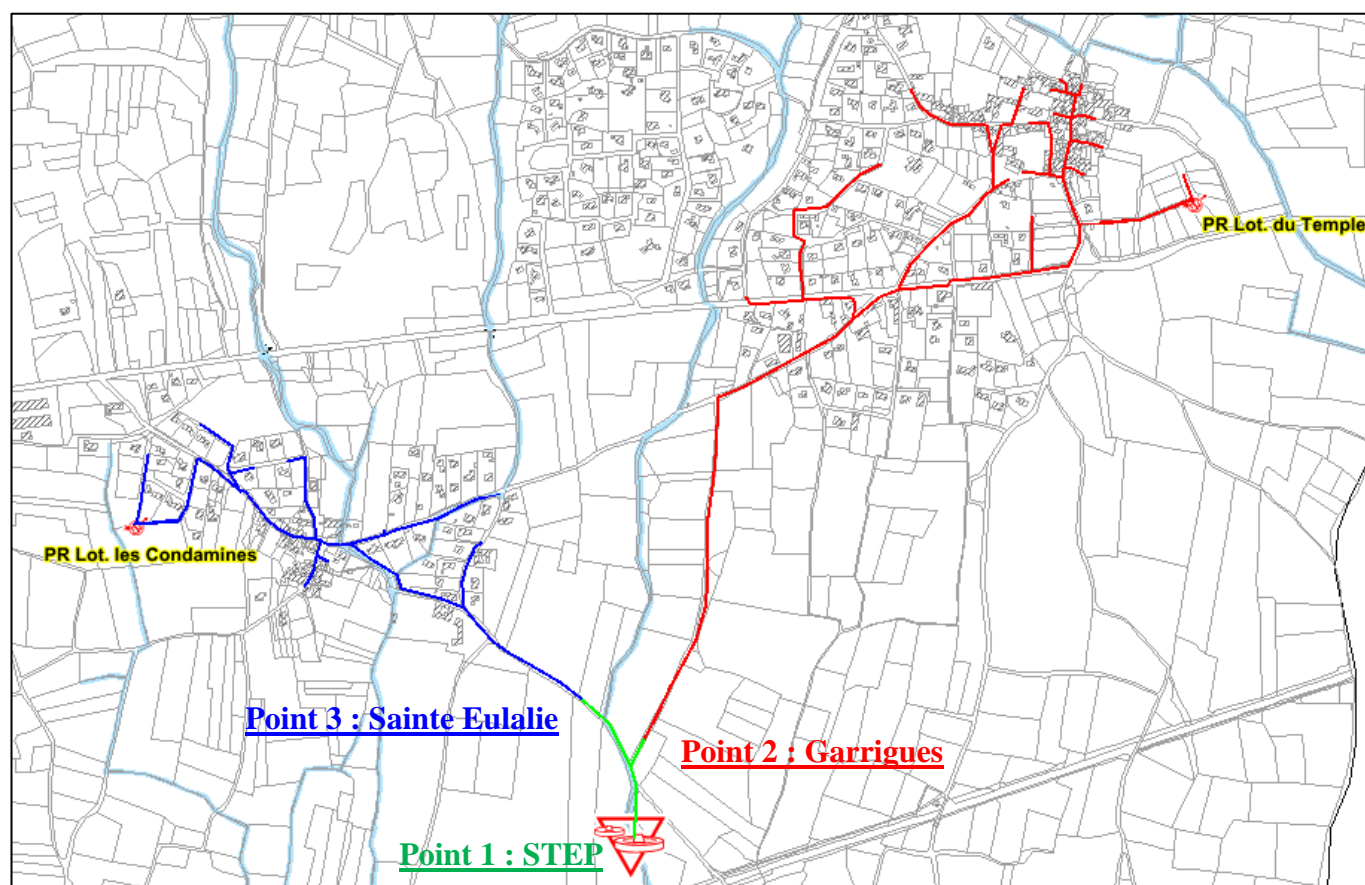 PR Lot. du Temple
PR Lot. les Condamines
Point 3 : Sainte Eulalie
Point 2 : Garrigues
Point 1 : STEP